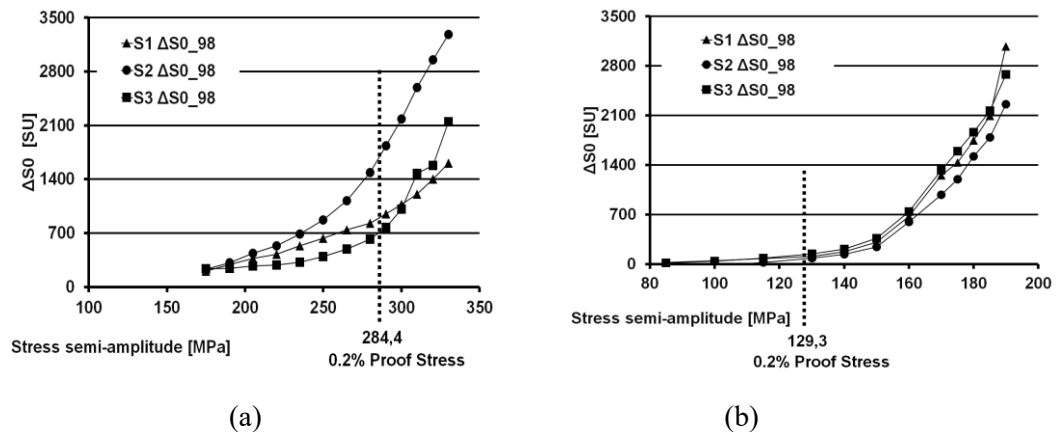 3500
2800
2100
1400
700
0
ΔS0 [SU]
S1 ΔS0_98
S2 ΔS0_98
S3 ΔS0_98
100 150 200 250 300 350
Stress semi-amplitude [MPa]
284,4
0.2% Proof Stress
(a)
3500
2800
2100
1400
700
0
ΔS0 [SU]
S1 ΔS0_98
S2 ΔS0_98
S3 ΔS0_98
80 100 120 140 160 180 200
Stress semi-amplitude [MPa]
129,3
0.2% Proof Stress
(b)